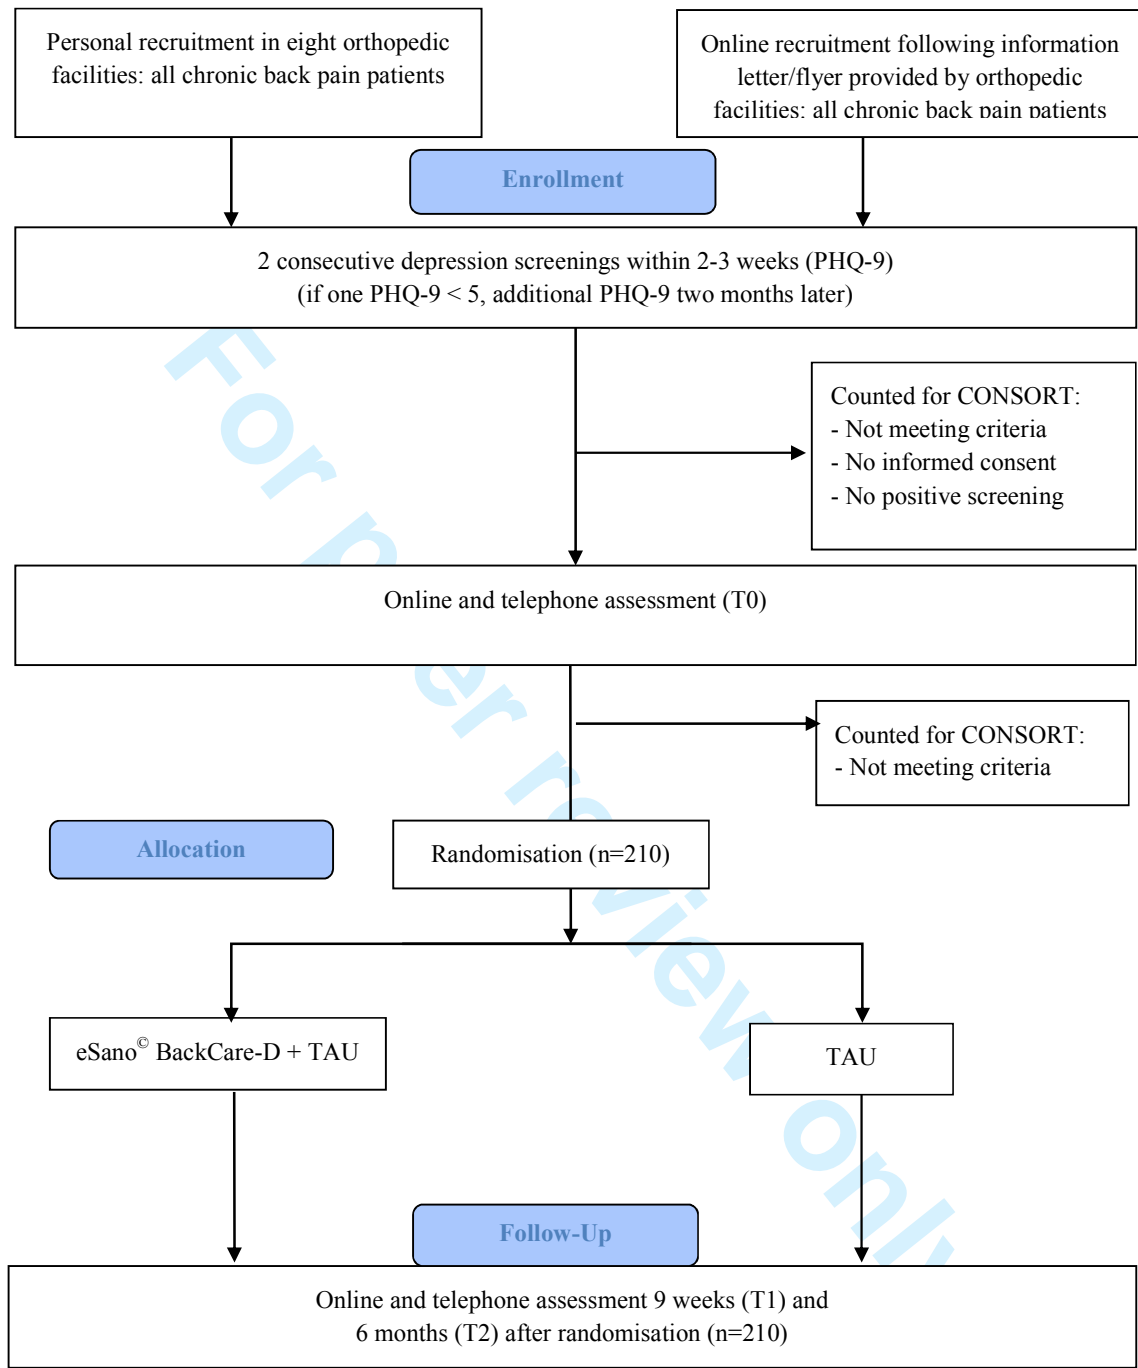 Personal recruitment in eight orthopedic
facilities: all chronic back pain patients
Online recruitment following information
letter/flyer provided by orthopedic
facilities: all chronic back pain patients
Enrollment
2 consecutive depression screenings within 2-3 weeks (PHQ-9)
(if one PHQ-9 < 5, additional PHQ-9 two months later)
Counted for CONSORT:
- Not meeting criteria
- No informed consent
- No positive screening
Online and telephone assessment (T0)
Counted for CONSORT:
- Not meeting criteria
Allocation
Randomisation (n=210)
eSano© BackCare-D + TAU
TAU
Follow-Up
Online and telephone assessment 9 weeks (T1) and
6 months (T2) after randomisation (n=210)
For peer review only